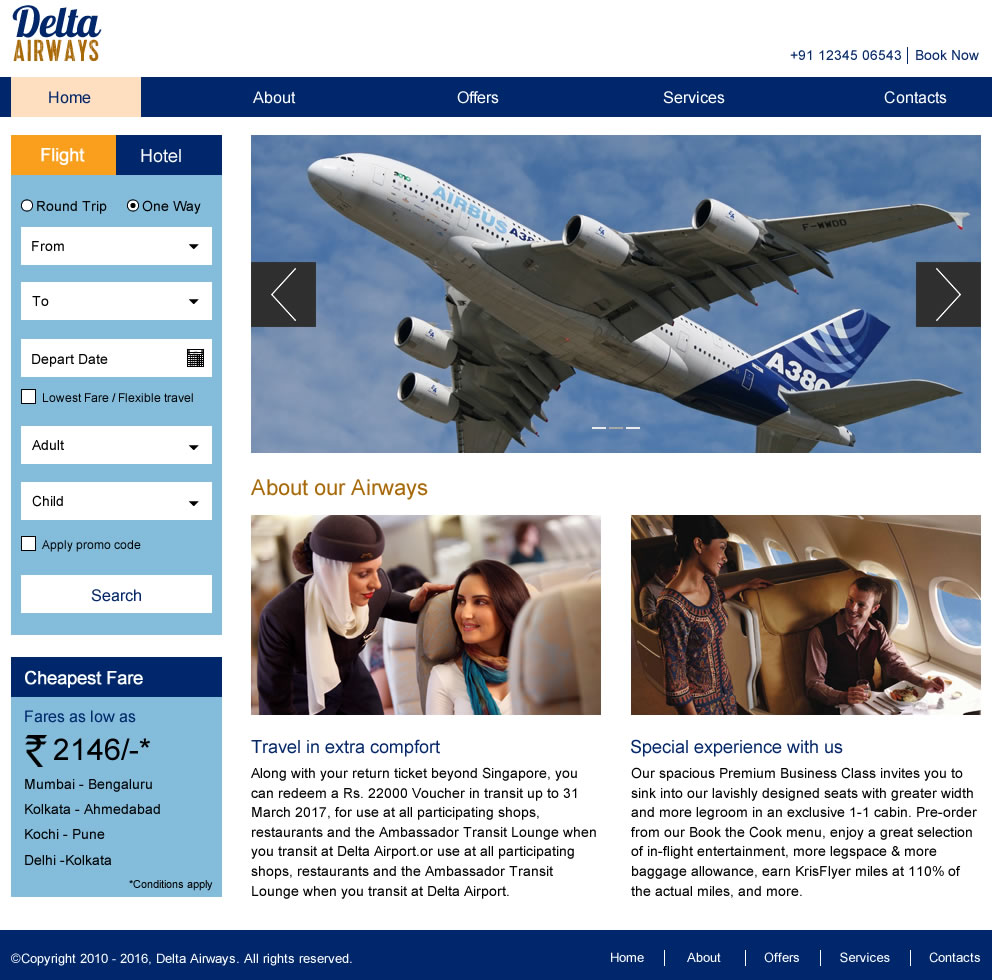 Delta
AIRWAYS
+91 12345 06543 Book Now
Home About Offers Services Contacts
Flight Hotel
Round Trip One Way
From
To
Depart Date
Lowest Fare / Flexible travel
Adult
Child
Apply promo code
Search
AIRBUS A38
F-WWDD
A380
Cheapest Fare
Fares as low as
₹ 2146/-*
Mumbai - Bengaluru
Kolkata - Ahmedabad
Kochi - Pune
Delhi -Kolkata
*Conditions apply
About our Airways
Travel in extra compfort
Along with your return ticket beyond Singapore, you
can redeem a Rs. 22000 Voucher in transit up to 31
March 2017, for use at all participating shops,
restaurants and the Ambassador Transit Lounge when
you transit at Delta Airport.or use at all participating
shops, restaurants and the Ambassador Transit
Lounge when you transit at Delta Airport.
Special experience with us
Our spacious Premium Business Class invites you to
sink into our lavishly designed seats with greater width
and more legroom in an exclusive 1-1 cabin. Pre-order
from our Book the Cook menu, enjoy a great selection
of in-flight entertainment, more legspace & more
baggage allowance, earn KrisFlyer miles at 110% of
the actual miles, and more.
©Copyright 2010 - 2016, Delta Airways. All rights reserved.
Home About Offers Services Contacts